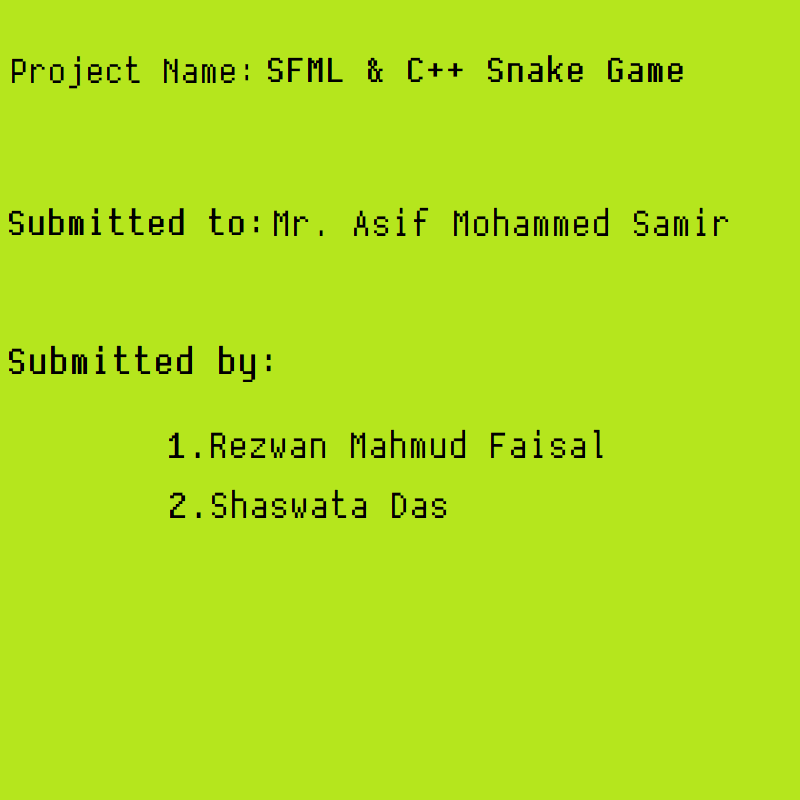 Project Name: SFML & C++ Snake Game
Submitted to: Mr. Asif Mohammed Samir
Submitted by:
1.Rezwan Mahmud Faisal
2.Shaswata Das